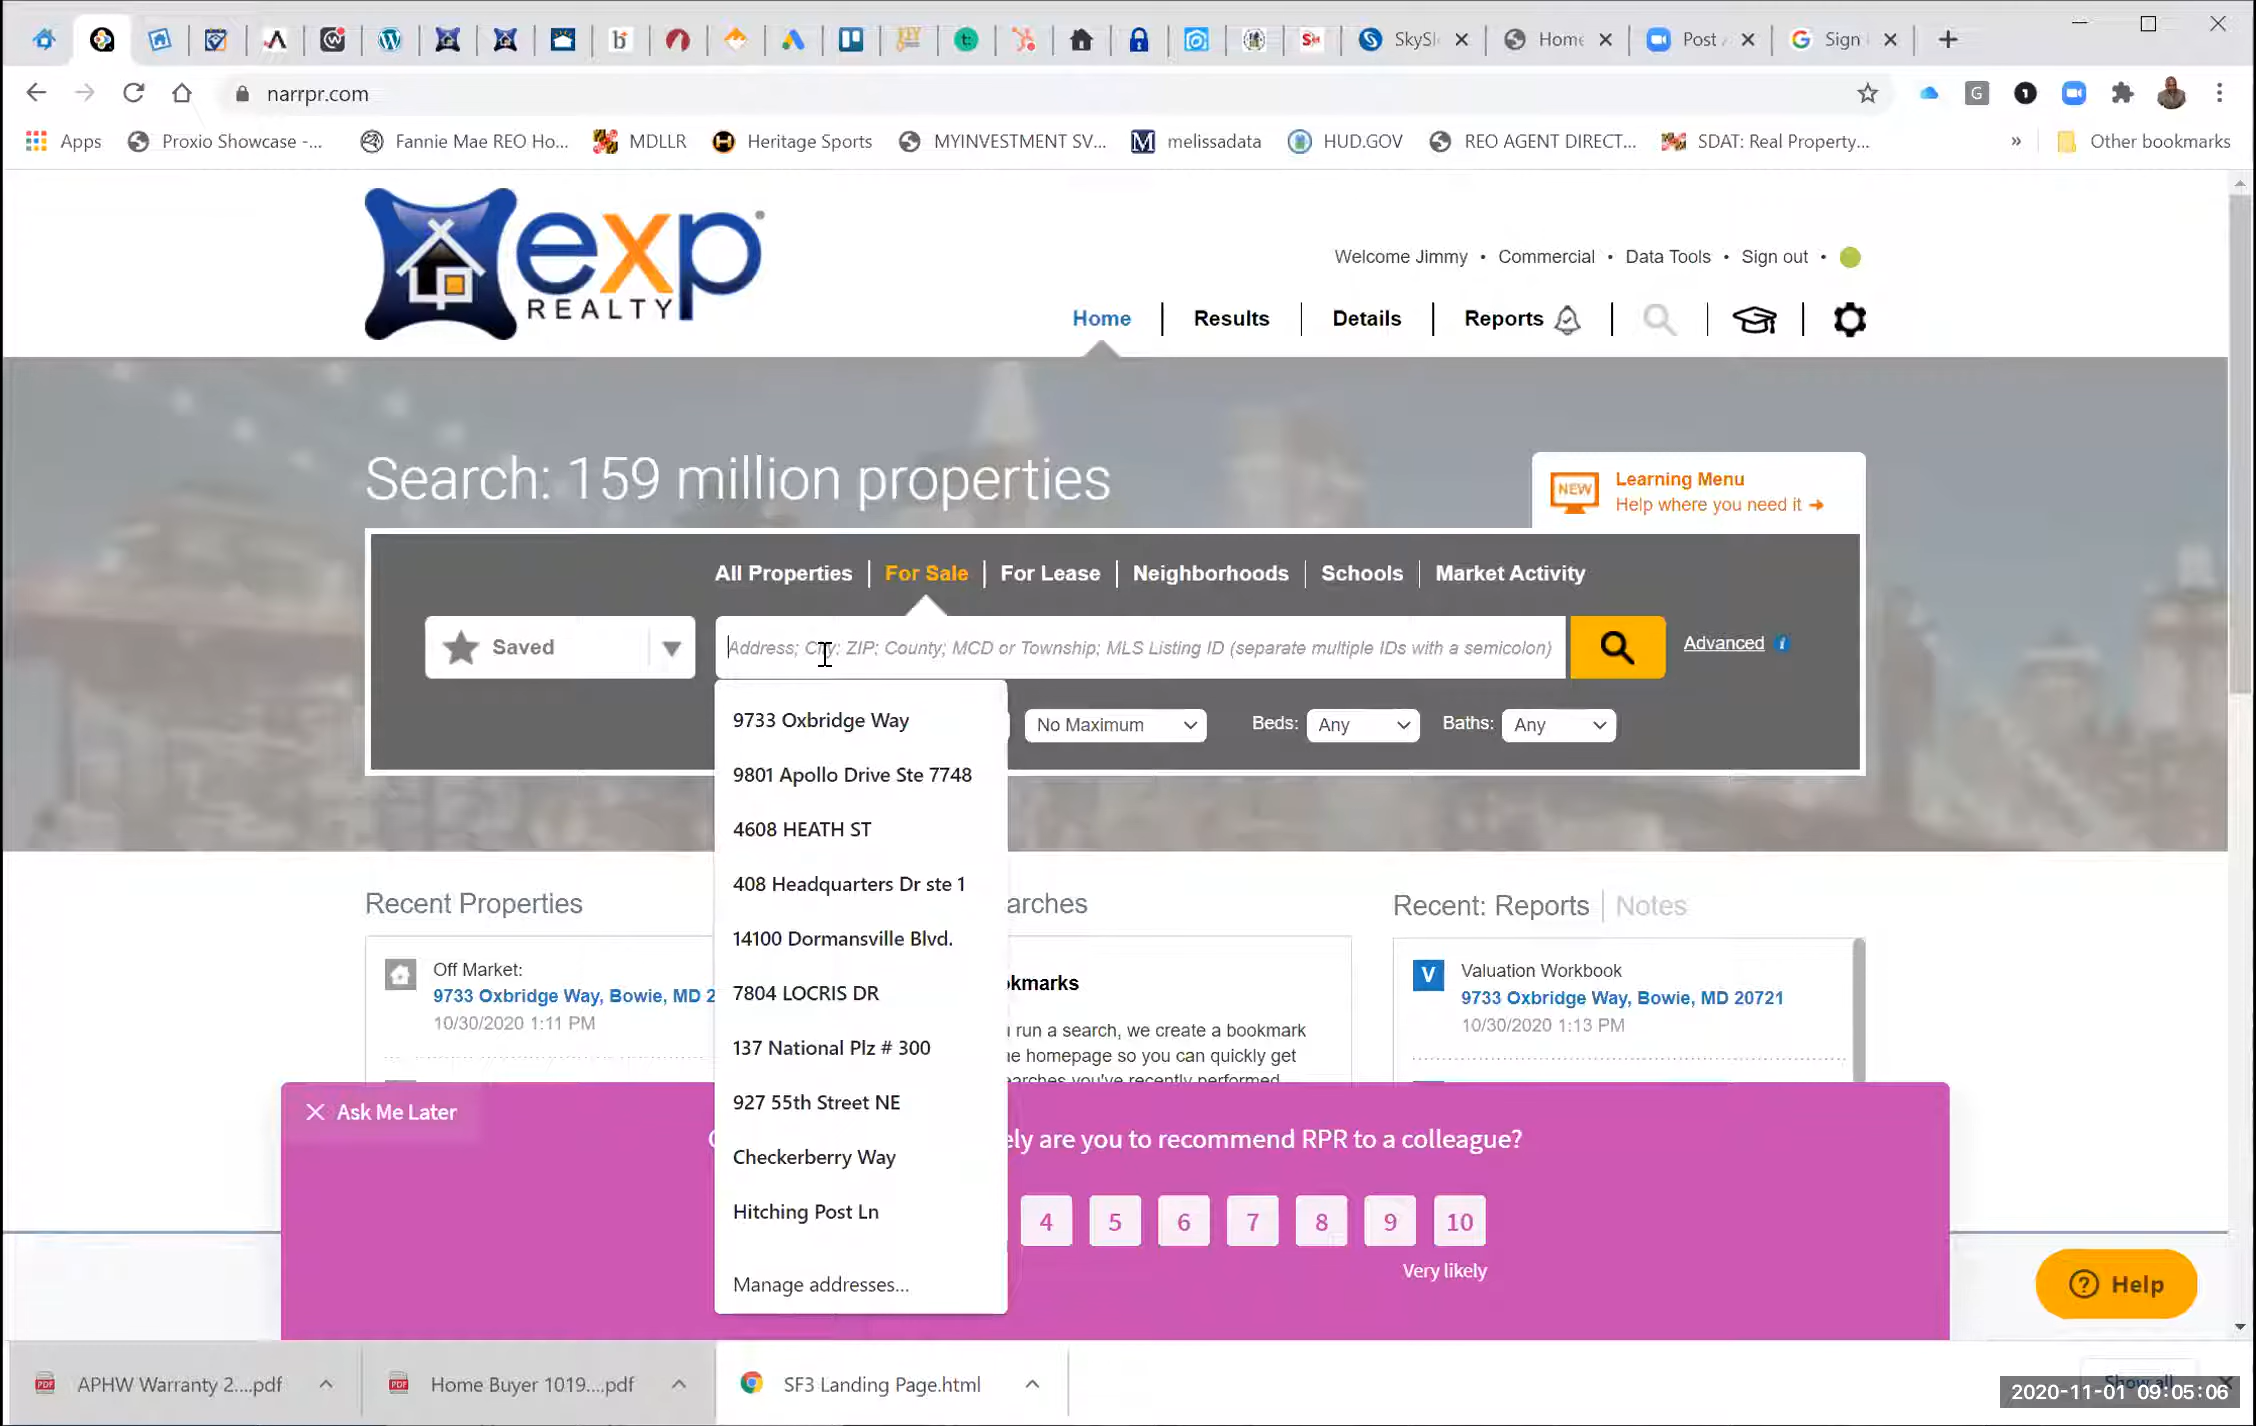 SkySl
Home
Post
Sign
narrpr.com
Apps
Proxio Showcase -...
Fannie Mae REO Ho...
MDLLR
Heritage Sports
MYINVESTMENT SV...
melissadata
HUD.GOV
REO AGENT DIRECT...
SDAT: Real Property...
»
Other bookmarks
exp
REALTY
Welcome Jimmy • Commercial • Data Tools • Sign out •
Home
Results
Details
Reports
Search: 159 million properties
NEW
Learning Menu
Help where you need it
All Properties
For Sale
For Lease
Neighborhoods
Schools
Market Activity
Saved
Address; City; ZIP; County; MCD or Township; MLS Listing ID (separate multiple IDs with a semicolon)
Advanced
i
9733 Oxbridge Way
9801 Apollo Drive Ste 7748
4608 HEATH ST
408 Headquarters Dr ste 1
14100 Dormansville Blvd.
7804 LOCRIS DR
137 National Plz # 300
927 55th Street NE
Checkerberry Way
Hitching Post Ln
Manage addresses...
No Maximum
Beds:
Any
Baths:
Any
Recent Properties
Off Market:
9733 Oxbridge Way, Bowie, MD 2
10/30/2020 1:11 PM
arches
kmarks
run a search, we create a bookmark
e homepage so you can quickly get
arches you've recently performed
Recent: Reports
Notes
V
Valuation Workbook
9733 Oxbridge Way, Bowie, MD 20721
10/30/2020 1:13 PM
Ask Me Later
ely are you to recommend RPR to a colleague?
4
5
6
7
8
9
10
Very likely
Help
APHW Warranty 2....pdf
Home Buyer 1019....pdf
SF3 Landing Page.html
Show all
2020-11-01 09:05:06